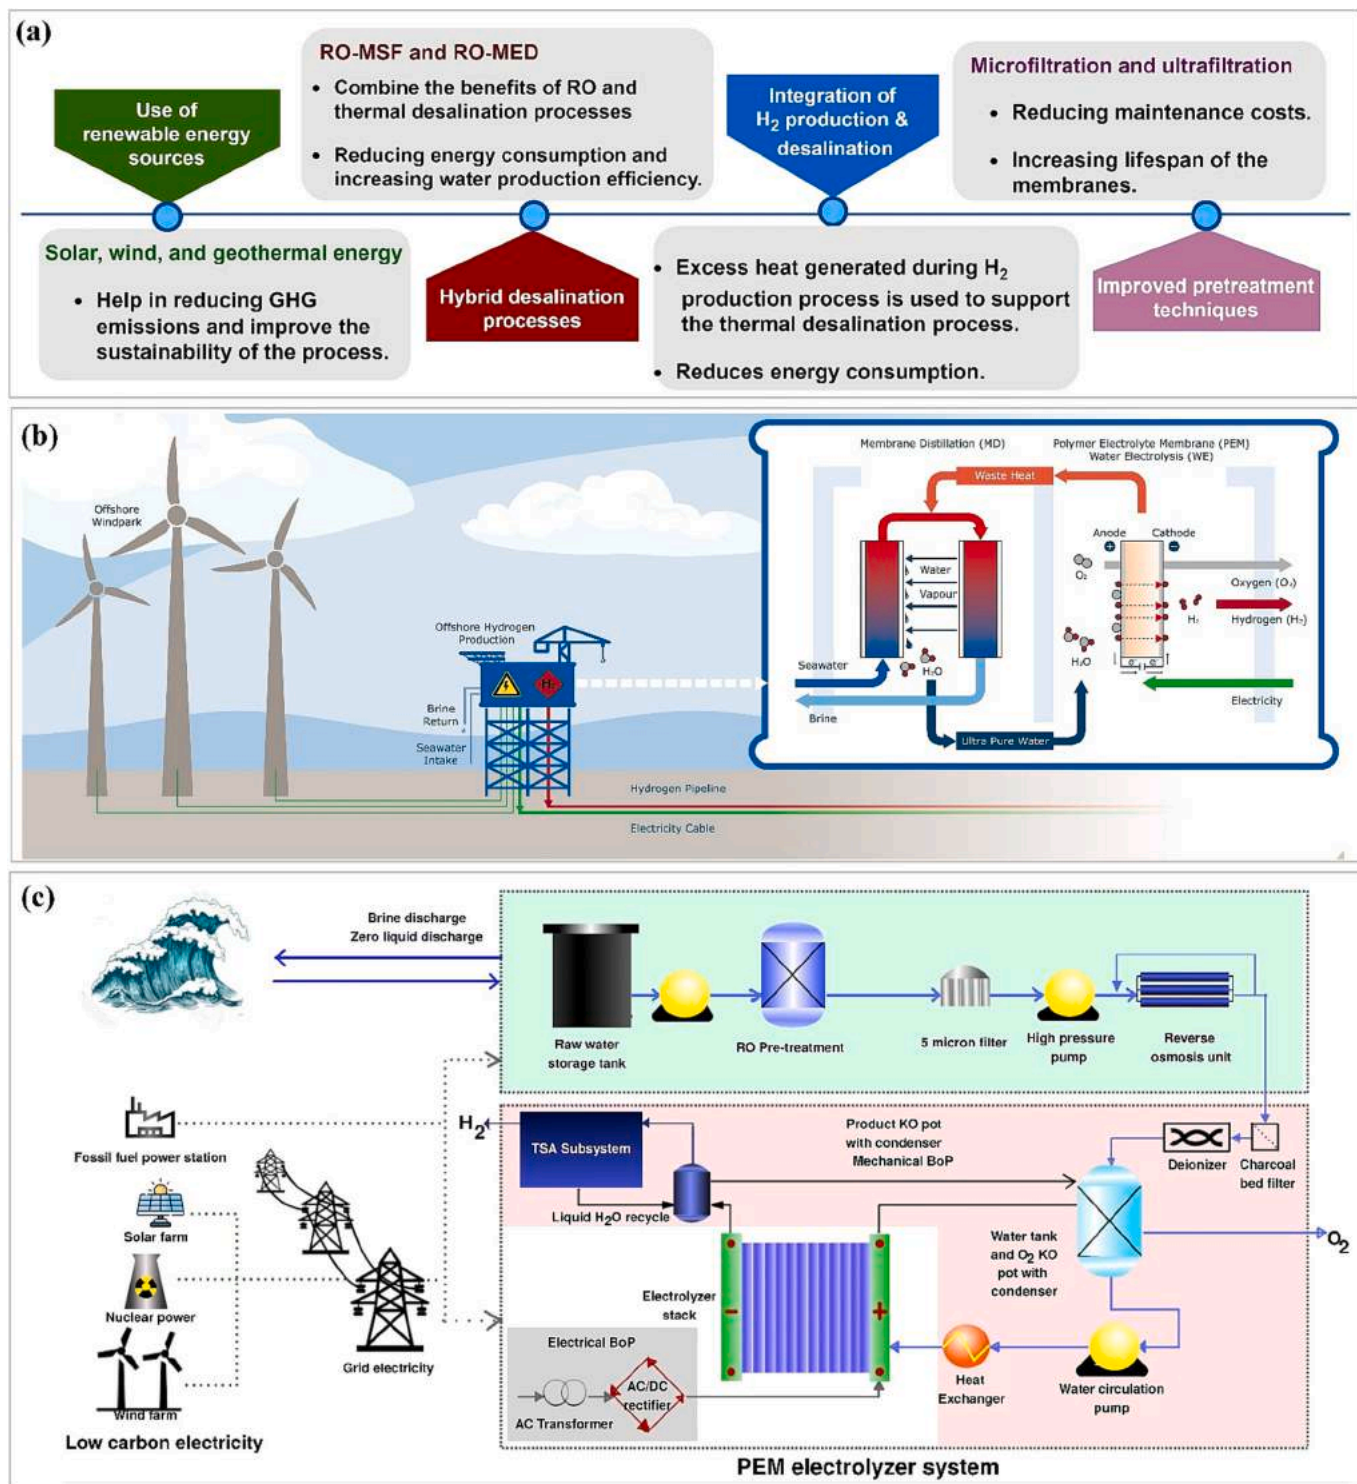 (a)
Use of
renewable energy
sources
RO-MSF and RO-MED
• Combine the benefits of RO and
thermal desalination processes
• Reducing energy consumption and
increasing water production efficiency.
Integration of
H2 production &
desalination
Microfiltration and ultrafiltration
• Reducing maintenance costs.
• Increasing lifespan of the
membranes.
Solar, wind, and geothermal energy
• Help in reducing GHG
emissions and improve the
sustainability of the process.
Hybrid desalination
processes
• Excess heat generated during H2
production process is used to support
the thermal desalination process.
• Reduces energy consumption.
Improved pretreatment
techniques
(b)
Offshore
Windpark
Offshore Hydrogen
Production
H2
Brine
Return
Seawater
Intake
Hydrogen Pipeline
Electricity Cable
Membrane Distillation (MD)
Polymer Electrolyte Membrane (PEM)
Water Electrolysis (WE)
Waste Heat
Anode
Cathode
+
−
Water
Vapour
O2
Oxygen (O2)
H2
Hydrogen (H2)
Seawater
H2O
H2O
e⁻ e⁻
Brine
Electricity
Ultra Pure Water
(c)
Brine discharge
Zero liquid discharge
Raw water
storage tank
RO Pre-treatment
5 micron filter
High pressure
pump
Reverse
osmosis unit
Fossil fuel power station
Solar farm
Nuclear power
Wind farm
Low carbon electricity
Grid electricity
H2
TSA Subsystem
Liquid H2O recycle
Product KO pot
with condenser
Mechanical BoP
Deionizer
Charcoal
bed filter
Water tank
and O2 KO
pot with
condenser
O2
Electrolyzer
stack
−
+
Electrical BoP
AC Transformer
AC/DC
rectifier
Heat
Exchanger
Water circulation
pump
PEM electrolyzer system